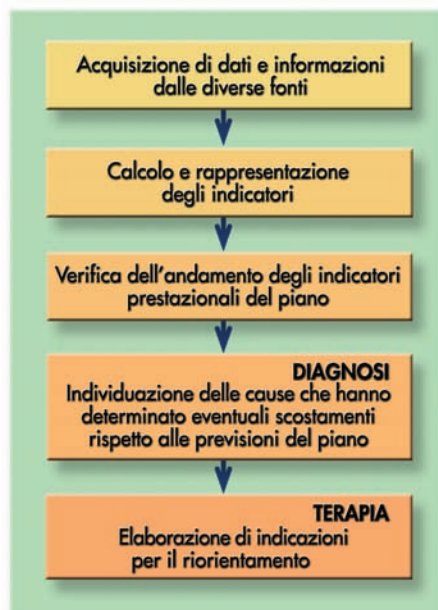 Acquisizione di dati e informazioni
dalle diverse fonti
Calcolo e rappresentazione
degli indicatori
Verifica dell'andamento degli indicatori
prestazionali del piano
DIAGNOSI
Individuazione delle cause che hanno
determinato eventuali scostamenti
rispetto alle previsioni del piano
TERAPIA
Elaborazione di indicazioni
per il riorientamento